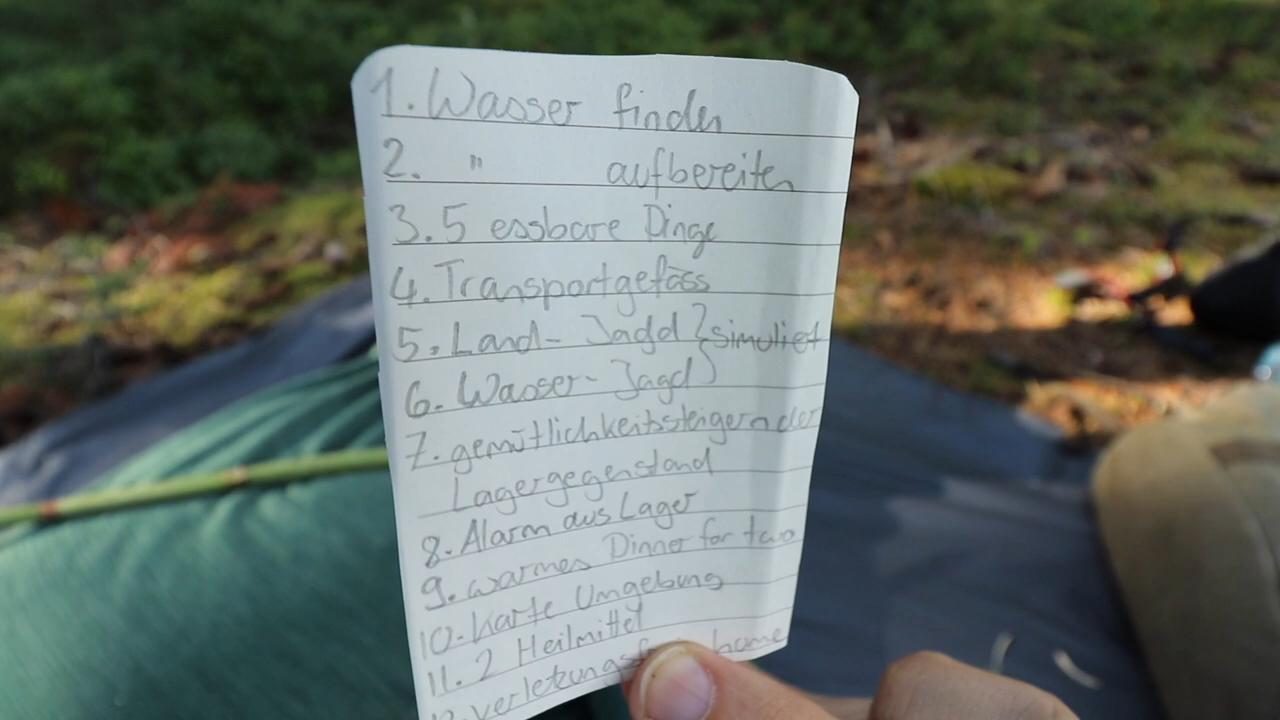 1. Wasser finden
2. " aufbereiten
3. 5 essbare Dinge
4. Transportgefäss
5. Land- Jagd } simuliert
6. Wasser- Jagd }
7. gemütlichkeitssteigernder
Lagergegenstand
8. Alarm aus Lager
9. warmes Dinner for two
10. Karte Umgebung
11. 2 Heilmittel
home